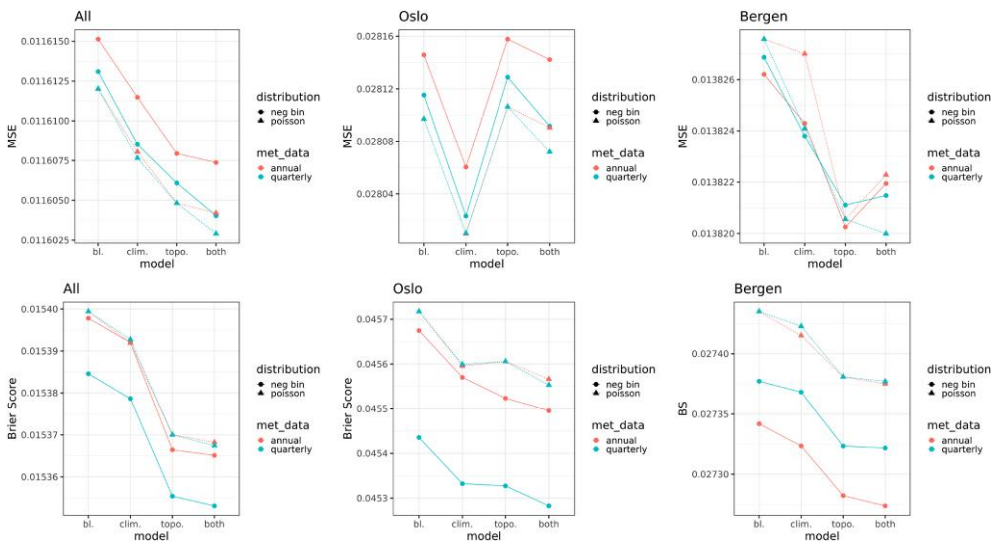 All
0.0116150
0.0116125
0.0116100
0.0116075
0.0116050
0.0116025
MSE
bl.
clim.
topo.
both
model
distribution
neg bin
poisson
met_data
annual
quarterly
Oslo
0.02816
0.02812
0.02808
0.02804
MSE
bl.
clim.
topo.
both
model
distribution
neg bin
poisson
met_data
annual
quarterly
Bergen
0.013826
0.013824
0.013822
0.013820
MSE
bl.
clim.
topo.
both
model
distribution
neg bin
poisson
met_data
annual
quarterly
All
0.01540
0.01539
0.01538
0.01537
0.01536
Brier Score
bl.
clim.
topo.
both
model
distribution
neg bin
poisson
met_data
annual
quarterly
Oslo
0.0457
0.0456
0.0455
0.0454
0.0453
Brier Score
bl.
clim.
topo.
both
model
distribution
neg bin
poisson
met_data
annual
quarterly
Bergen
0.02740
0.02735
0.02730
BS
bl.
clim.
topo.
both
model
distribution
neg bin
poisson
met_data
annual
quarterly